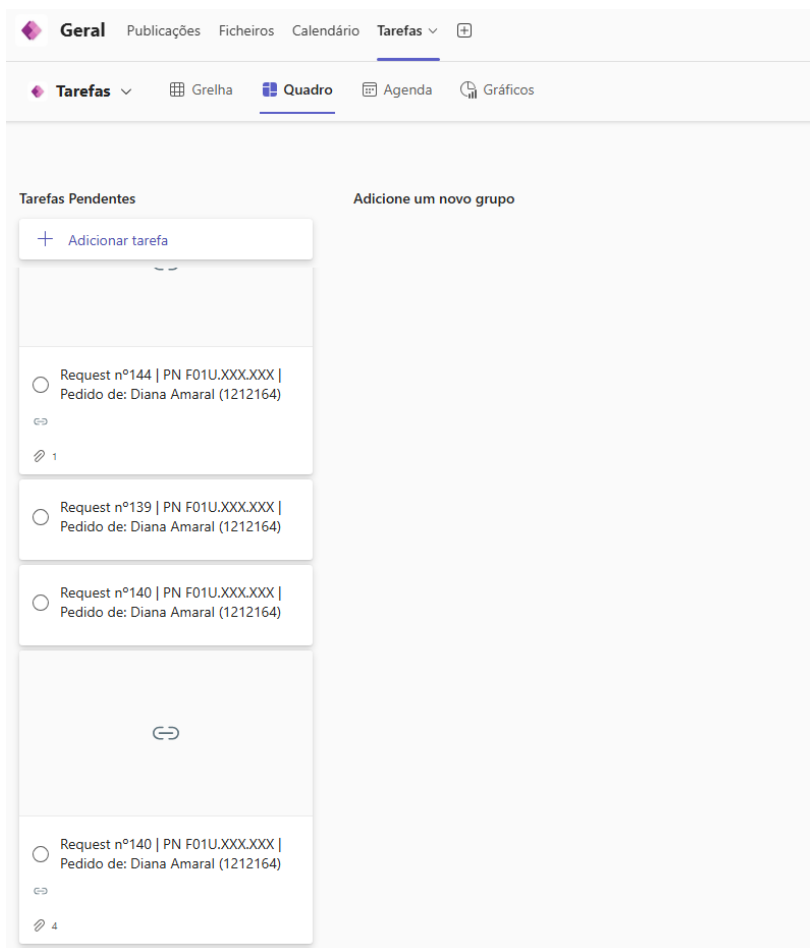 Geral Publicações Ficheiros Calendário Tarefas
Tarefas Grelha Quadro Agenda Gráficos
Tarefas Pendentes Adicione um novo grupo
Adicionar tarefa
Request nº144 | PN F01U.XXX.XXX |
Pedido de: Diana Amaral (1212164)
1
Request nº139 | PN F01U.XXX.XXX |
Pedido de: Diana Amaral (1212164)
Request nº140 | PN F01U.XXX.XXX |
Pedido de: Diana Amaral (1212164)
Request nº140 | PN F01U.XXX.XXX |
Pedido de: Diana Amaral (1212164)
4